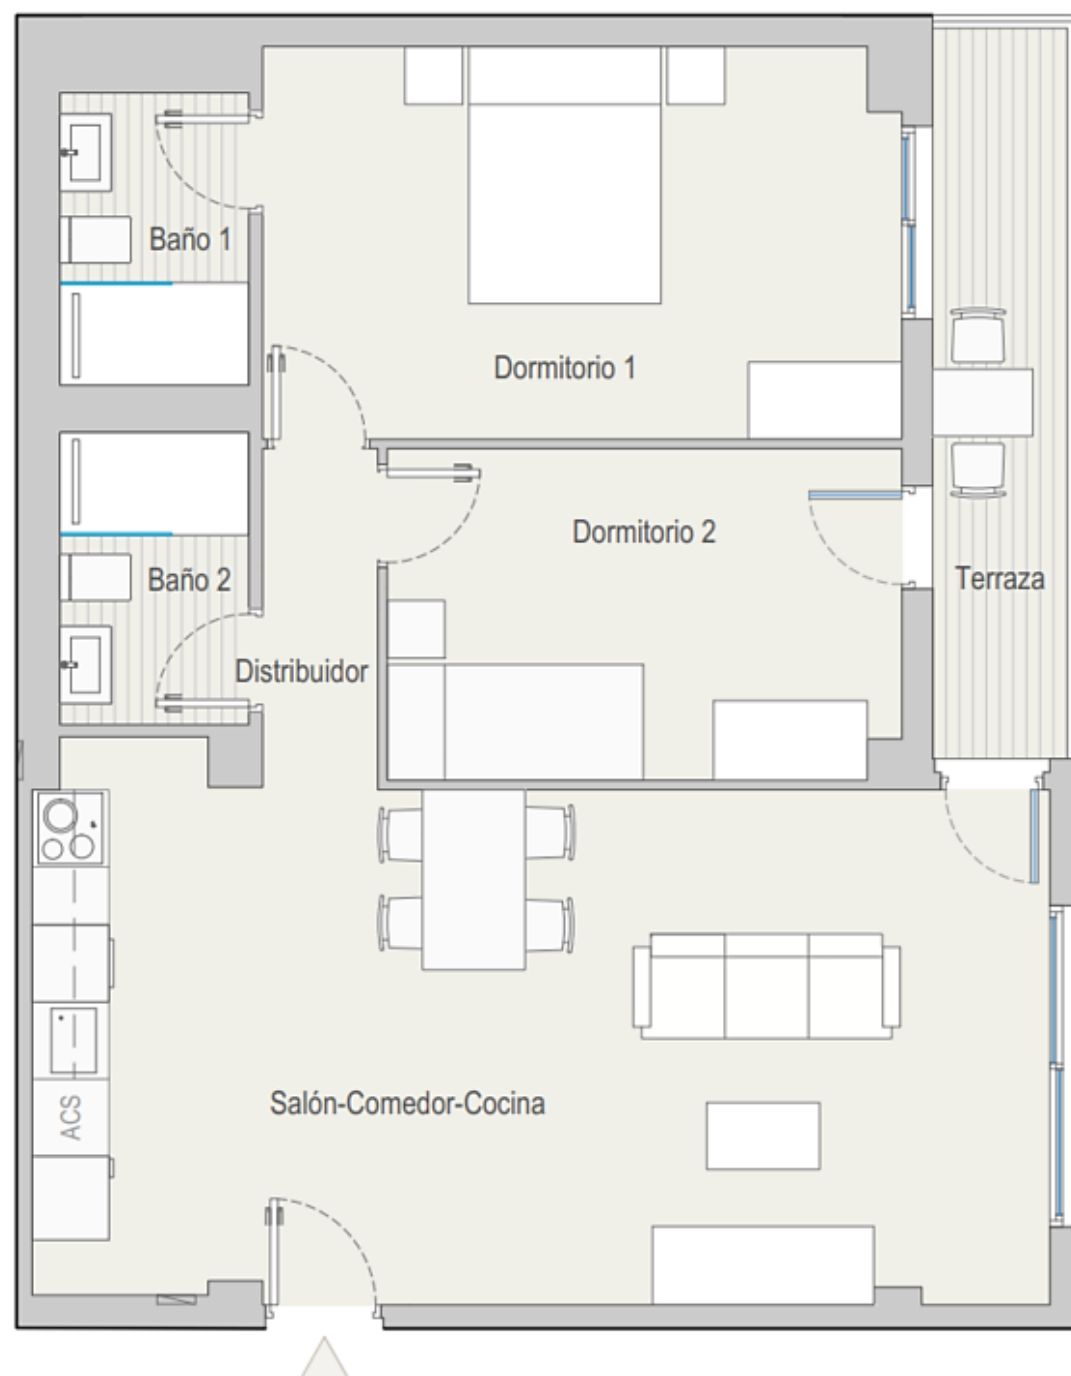 Baño 1
Dormitorio 1
Dormitorio 2
Baño 2
Terraza
Distribuidor
Salón-Comedor-Cocina
ACS